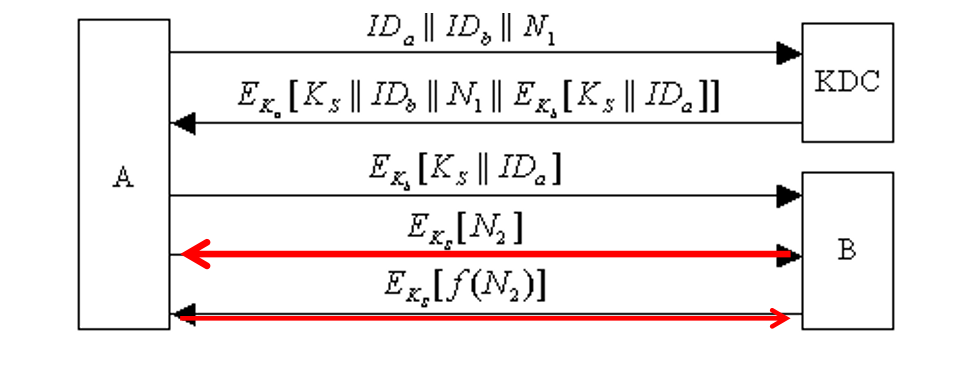 ID_a || ID_b || N_1
KDC
E_{K_a}[K_S || ID_b || N_1 || E_{K_b}[K_S || ID_a]]
A
E_{K_b}[K_S || ID_a]
E_{K_S}[N_2]
B
E_{K_S}[f(N_2)]